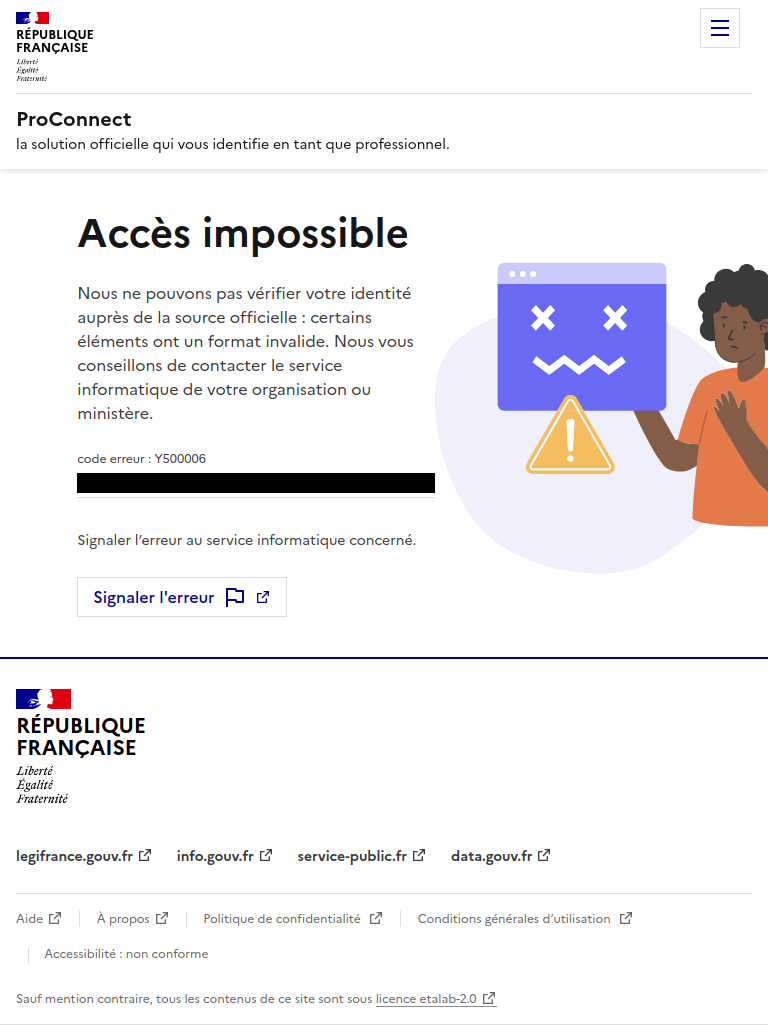 RÉPUBLIQUE
FRANÇAISE
Liberté
Égalité
Fraternité
ProConnect
la solution officielle qui vous identifie en tant que professionnel.
Accès impossible
Nous ne pouvons pas vérifier votre identité
auprès de la source officielle : certains
éléments ont un format invalide. Nous vous
conseillons de contacter le service
informatique de votre organisation ou
ministère.
code erreur : Y500006
Signaler l’erreur au service informatique concerné.
Signaler l'erreur
RÉPUBLIQUE
FRANÇAISE
Liberté
Égalité
Fraternité
legifrance.gouv.fr info.gouv.fr service-public.fr data.gouv.fr
Aide À propos Politique de confidentialité Conditions générales d’utilisation
Accessibilité : non conforme
Sauf mention contraire, tous les contenus de ce site sont sous licence etalab-2.0